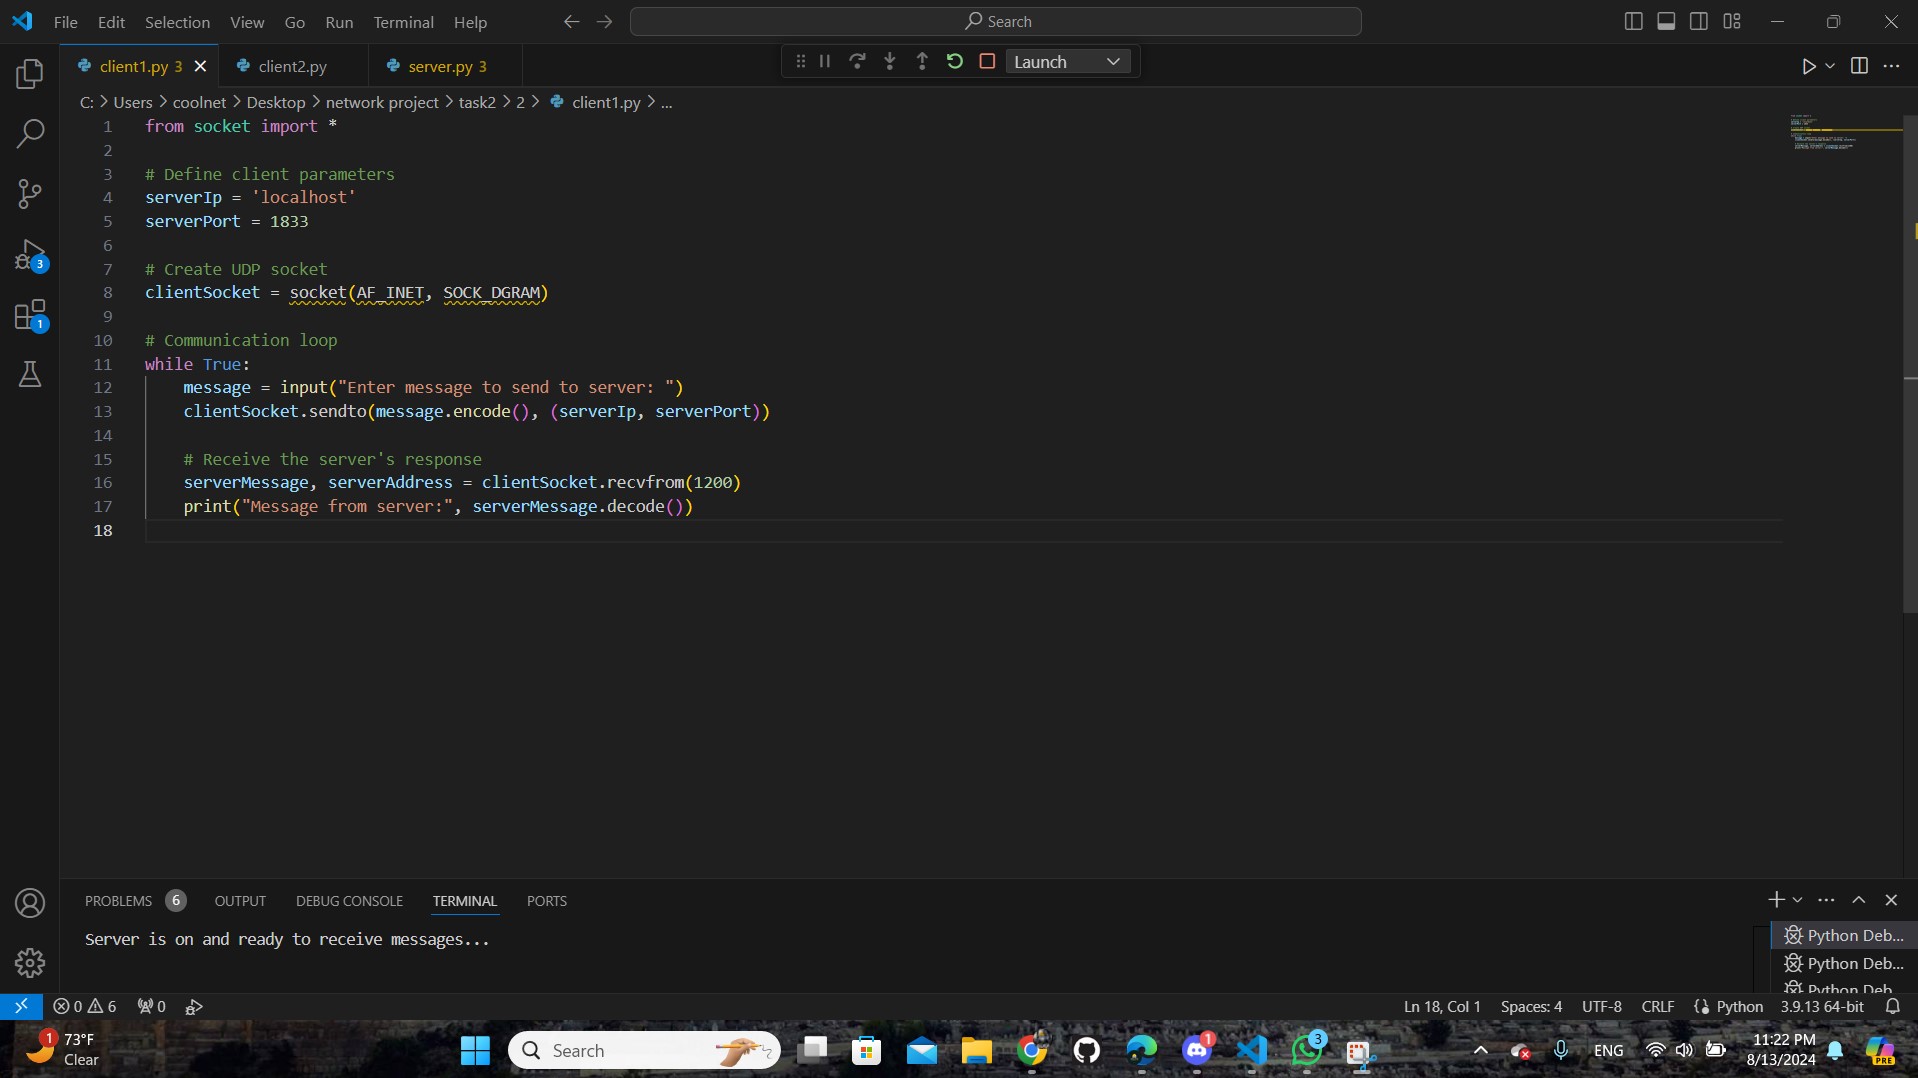 File Edit Selection View Go Run Terminal Help Search
client1.py 3 client2.py server.py 3 Launch
C: > Users > coolnet > Desktop > network project > task2 > 2 > client1.py > ...
1 from socket import *
2
3 # Define client parameters
4 serverIp = 'localhost'
5 serverPort = 1833
6
7 # Create UDP socket
8 clientSocket = socket(AF_INET, SOCK_DGRAM)
9
10 # Communication loop
11 while True:
12 message = input("Enter message to send to server: ")
13 clientSocket.sendto(message.encode(), (serverIp, serverPort))
14
15 # Receive the server's response
16 serverMessage, serverAddress = clientSocket.recvfrom(1200)
17 print("Message from server:", serverMessage.decode())
18
3
1
PROBLEMS 6 OUTPUT DEBUG CONSOLE TERMINAL PORTS
Server is on and ready to receive messages...
Python Deb...
Python Deb...
Python Deb...
0 6 0 Ln 18, Col 1 Spaces: 4 UTF-8 CRLF Python 3.9.13 64-bit
1 73°F
Clear
Search
1
3
ENG
11:22 PM
8/13/2024
PRE